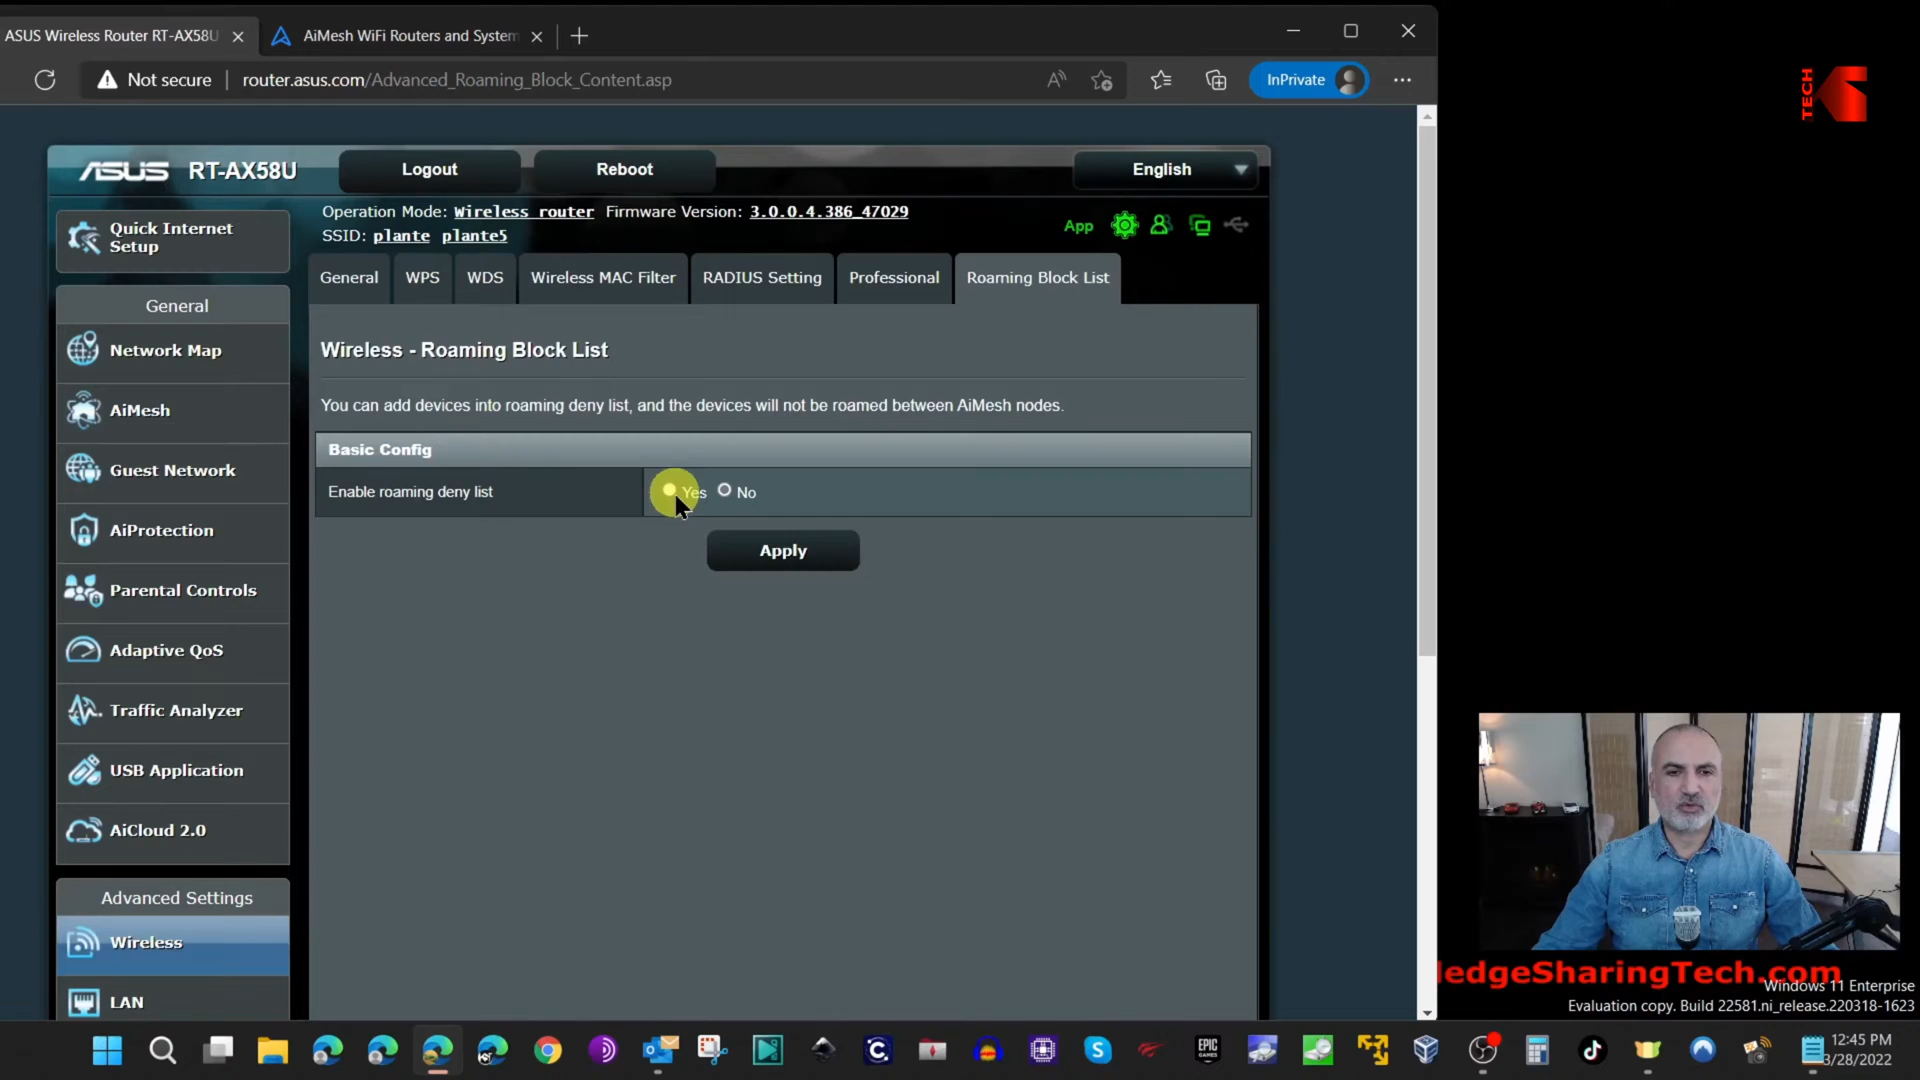 ASUS Wireless Router RT-AX58U
AiMesh WiFi Routers and System
Not secure
router.asus.com/Advanced_Roaming_Block_Content.asp
InPrivate
TECH
ASUS RT-AX58U
Logout
Reboot
English
Operation Mode: Wireless router Firmware Version: 3.0.0.4.386_47029
SSID: plante plante5
App
Quick Internet
Setup
General
Network Map
AiMesh
Guest Network
AiProtection
Parental Controls
Adaptive QoS
Traffic Analyzer
USB Application
AiCloud 2.0
Advanced Settings
Wireless
LAN
General
WPS
WDS
Wireless MAC Filter
RADIUS Setting
Professional
Roaming Block List
Wireless - Roaming Block List
You can add devices into roaming deny list, and the devices will not be roamed between AiMesh nodes.
Basic Config
Enable roaming deny list
Yes No
Apply
ledgeSharingTech.com
Windows 11 Enterprise
Evaluation copy. Build 22581.ni_release.220318-1623
EPIC
GAMES
12:45 PM
3/28/2022